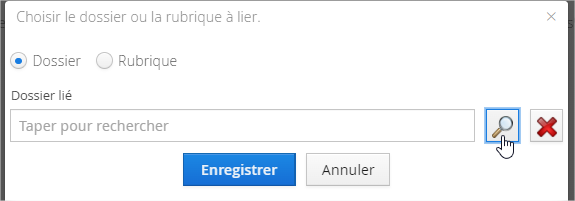 Choisir le dossier ou la rubrique à lier.
Dossier Rubrique
Dossier lié
Taper pour rechercher
Enregistrer Annuler